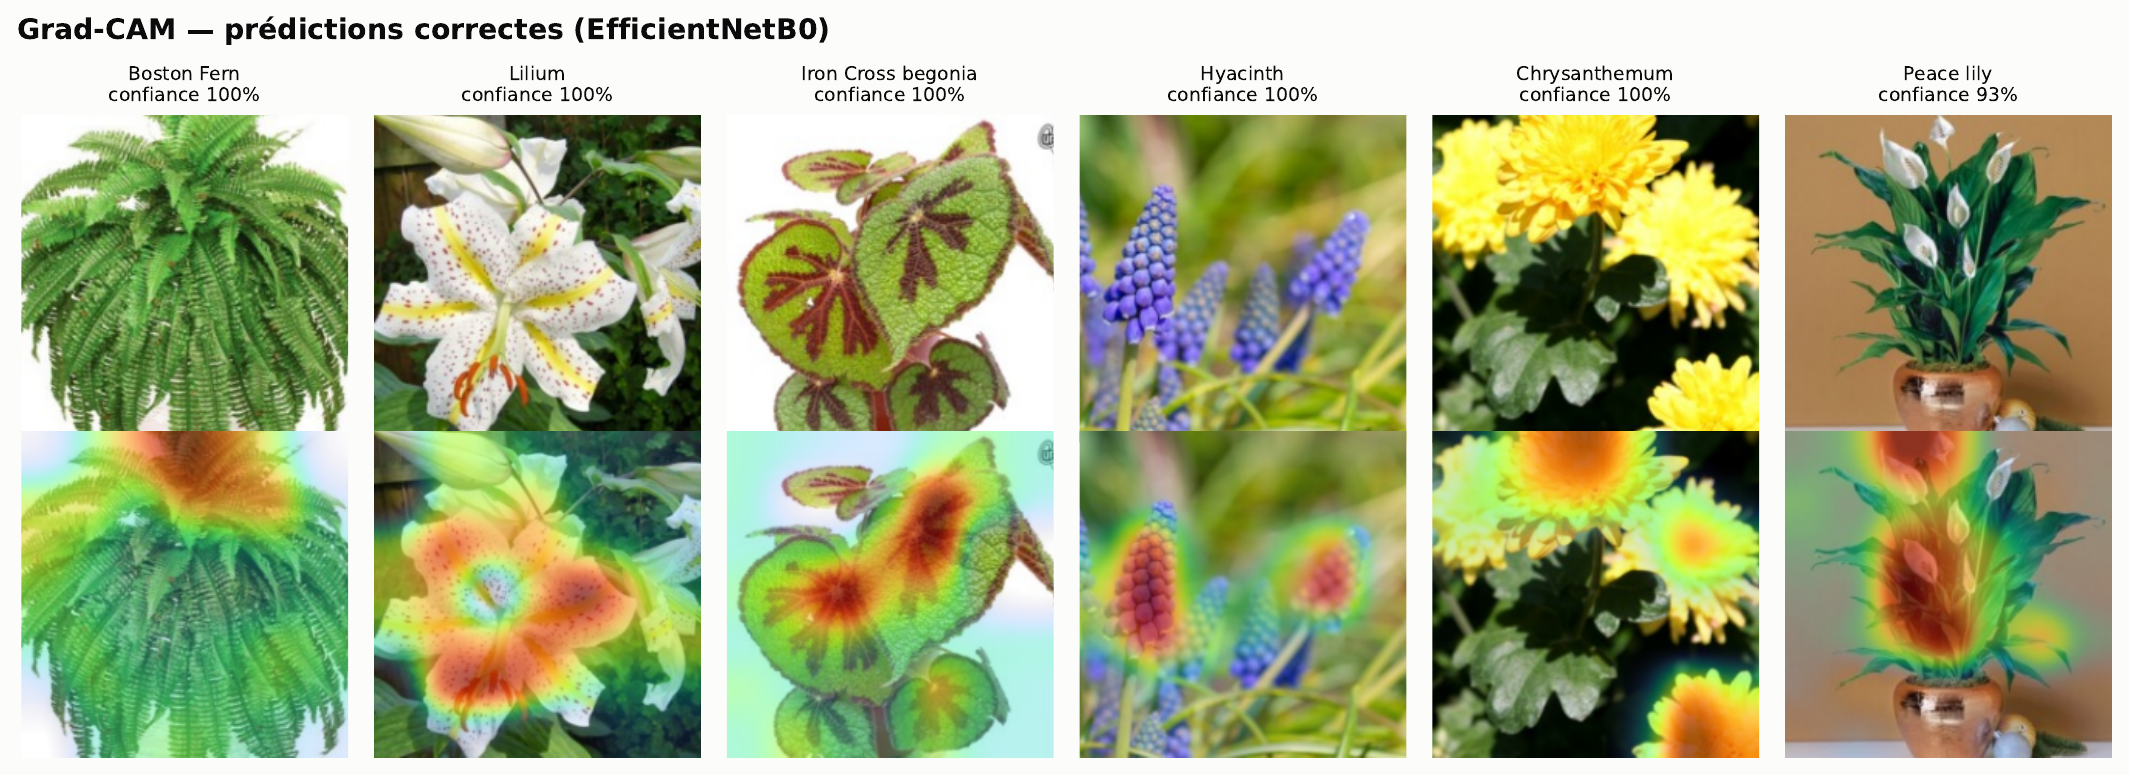 Grad-CAM — prédictions correctes (EfficientNetB0)
Boston Fern
confiance 100%
Lilium
confiance 100%
Iron Cross begonia
confiance 100%
Hyacinth
confiance 100%
Chrysanthemum
confiance 100%
Peace lily
confiance 93%